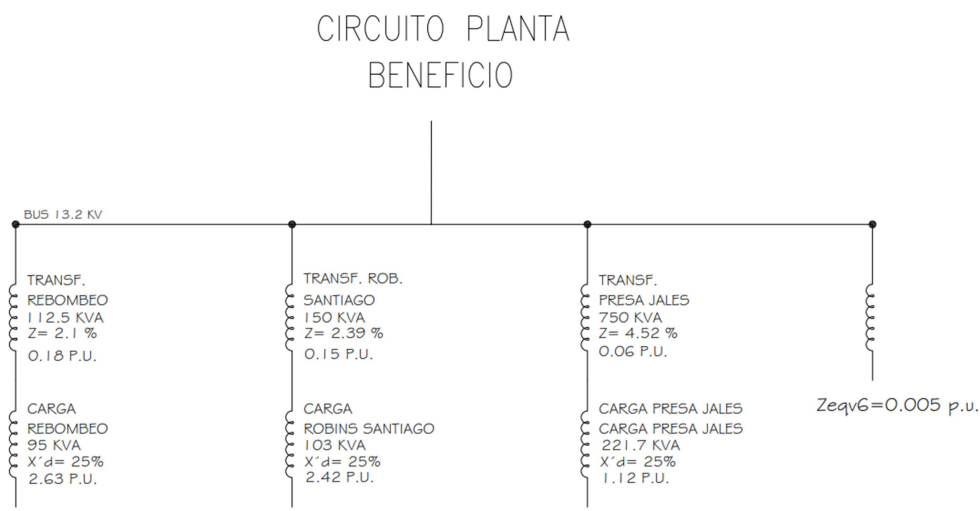 CIRCUITO PLANTA
BENEFICIO
BUS 13.2 KV
TRANSF.
REBOMBEO
112.5 KVA
Z= 2.1 %
0.18 P.U.
TRANSF. ROB.
SANTIAGO
150 KVA
Z= 2.39 %
0.15 P.U.
TRANSF.
PRESA JALES
750 KVA
Z= 4.52 %
0.06 P.U.
Zeqv6=0.005 p.u.
CARGA
REBOMBEO
95 KVA
X´d= 25%
2.63 P.U.
CARGA
ROBINS SANTIAGO
103 KVA
X´d= 25%
2.42 P.U.
CARGA PRESA JALES
CARGA PRESA JALES
221.7 KVA
X´d= 25%
1.12 P.U.